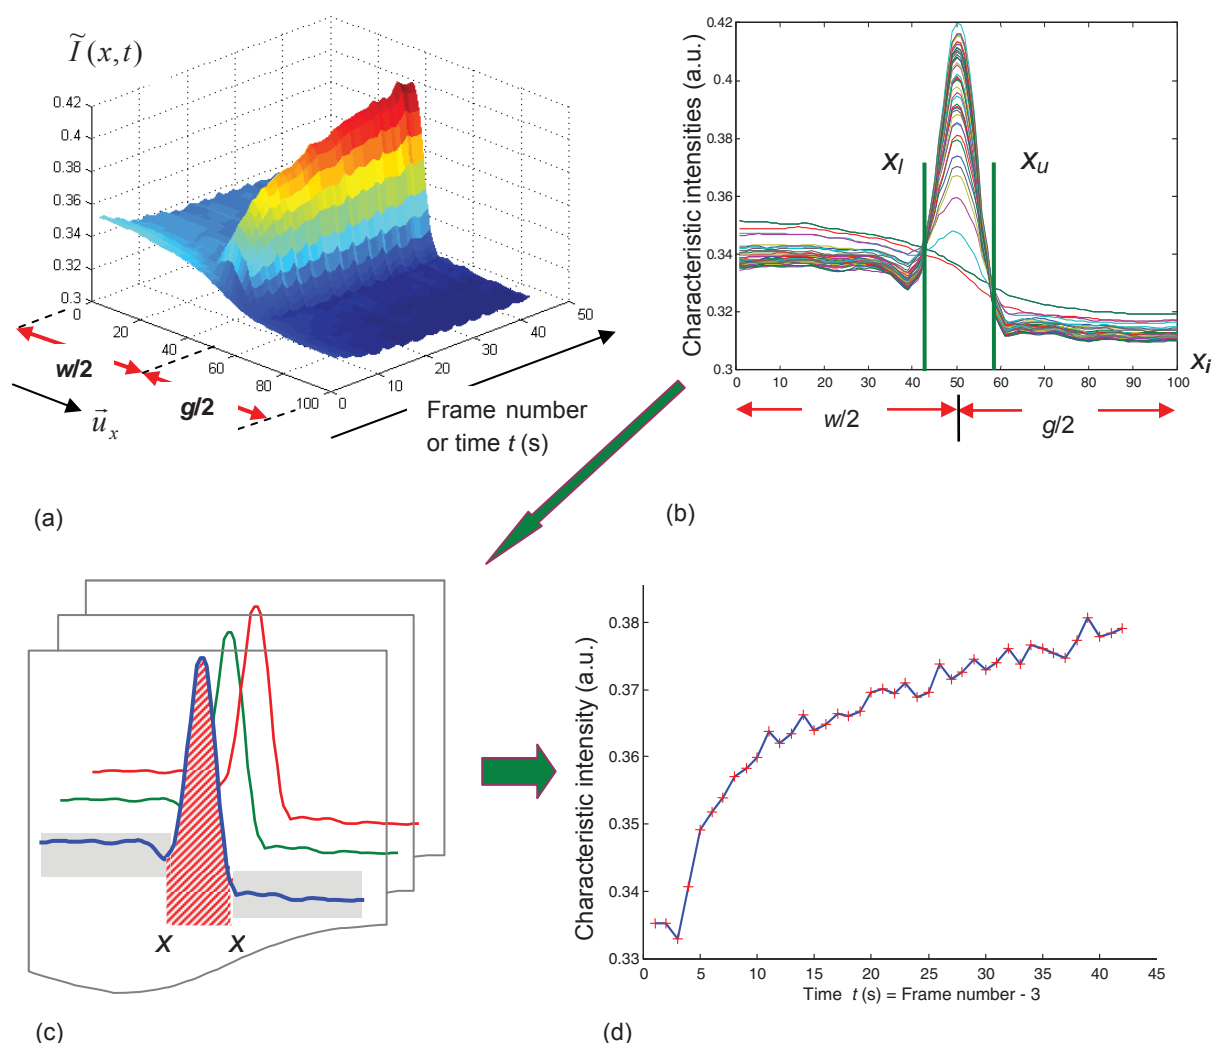 Ĩ(x,t)
0.42
0.4
0.38
0.36
0.34
0.32
0.3
0
20
40
60
80
100
0
10
20
30
40
50
w/2
g/2
u⃗x
Frame number
or time t (s)
(a)
Characteristic intensities (a.u.)
0.42
0.4
0.38
0.36
0.34
0.32
0.3
xl
xu
xi
0 10 20 30 40 50 60 70 80 90 100
w/2
g/2
(b)
x x
(c)
Characteristic intensity (a.u.)
0.38
0.37
0.36
0.35
0.34
0.33
0 5 10 15 20 25 30 35 40 45
Time t (s) = Frame number - 3
(d)